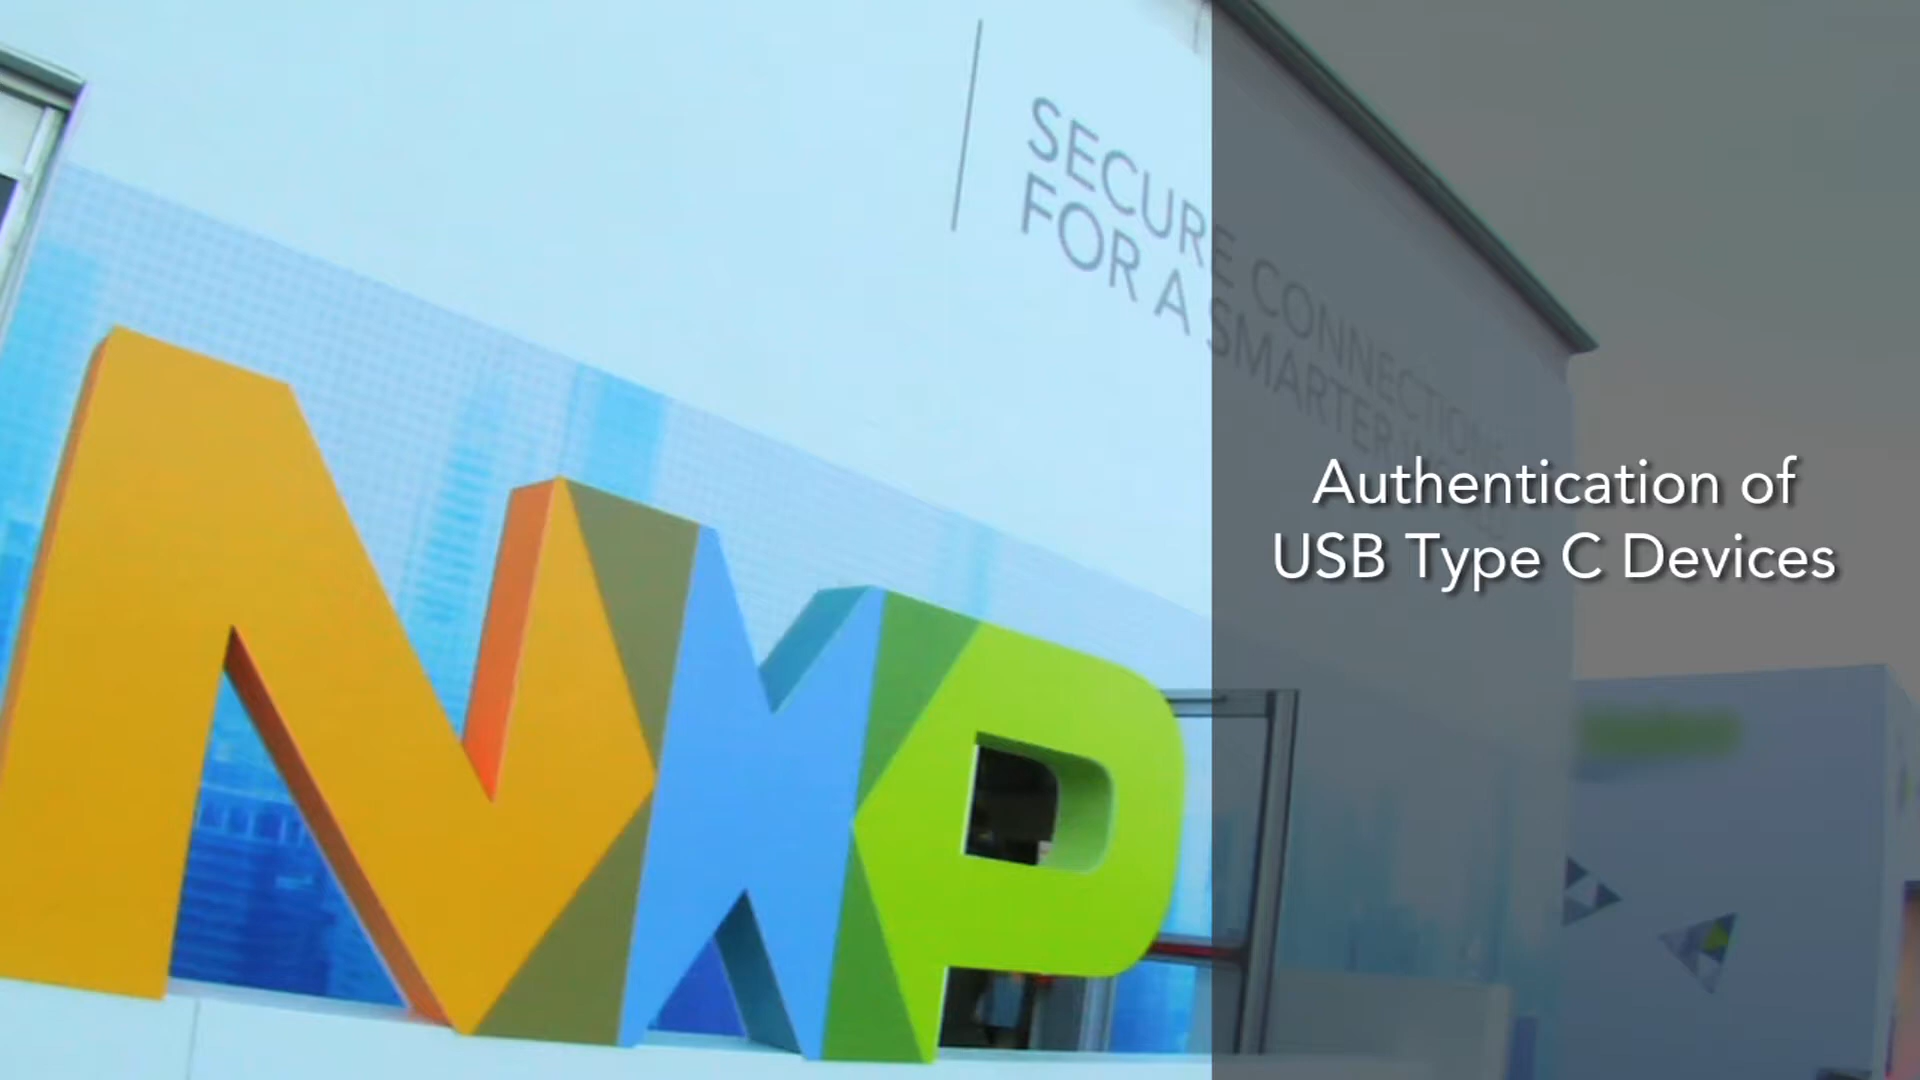 SECURE CONNECTIONS
FOR A SMARTER WORLD
Authentication of
USB Type C Devices
NXP